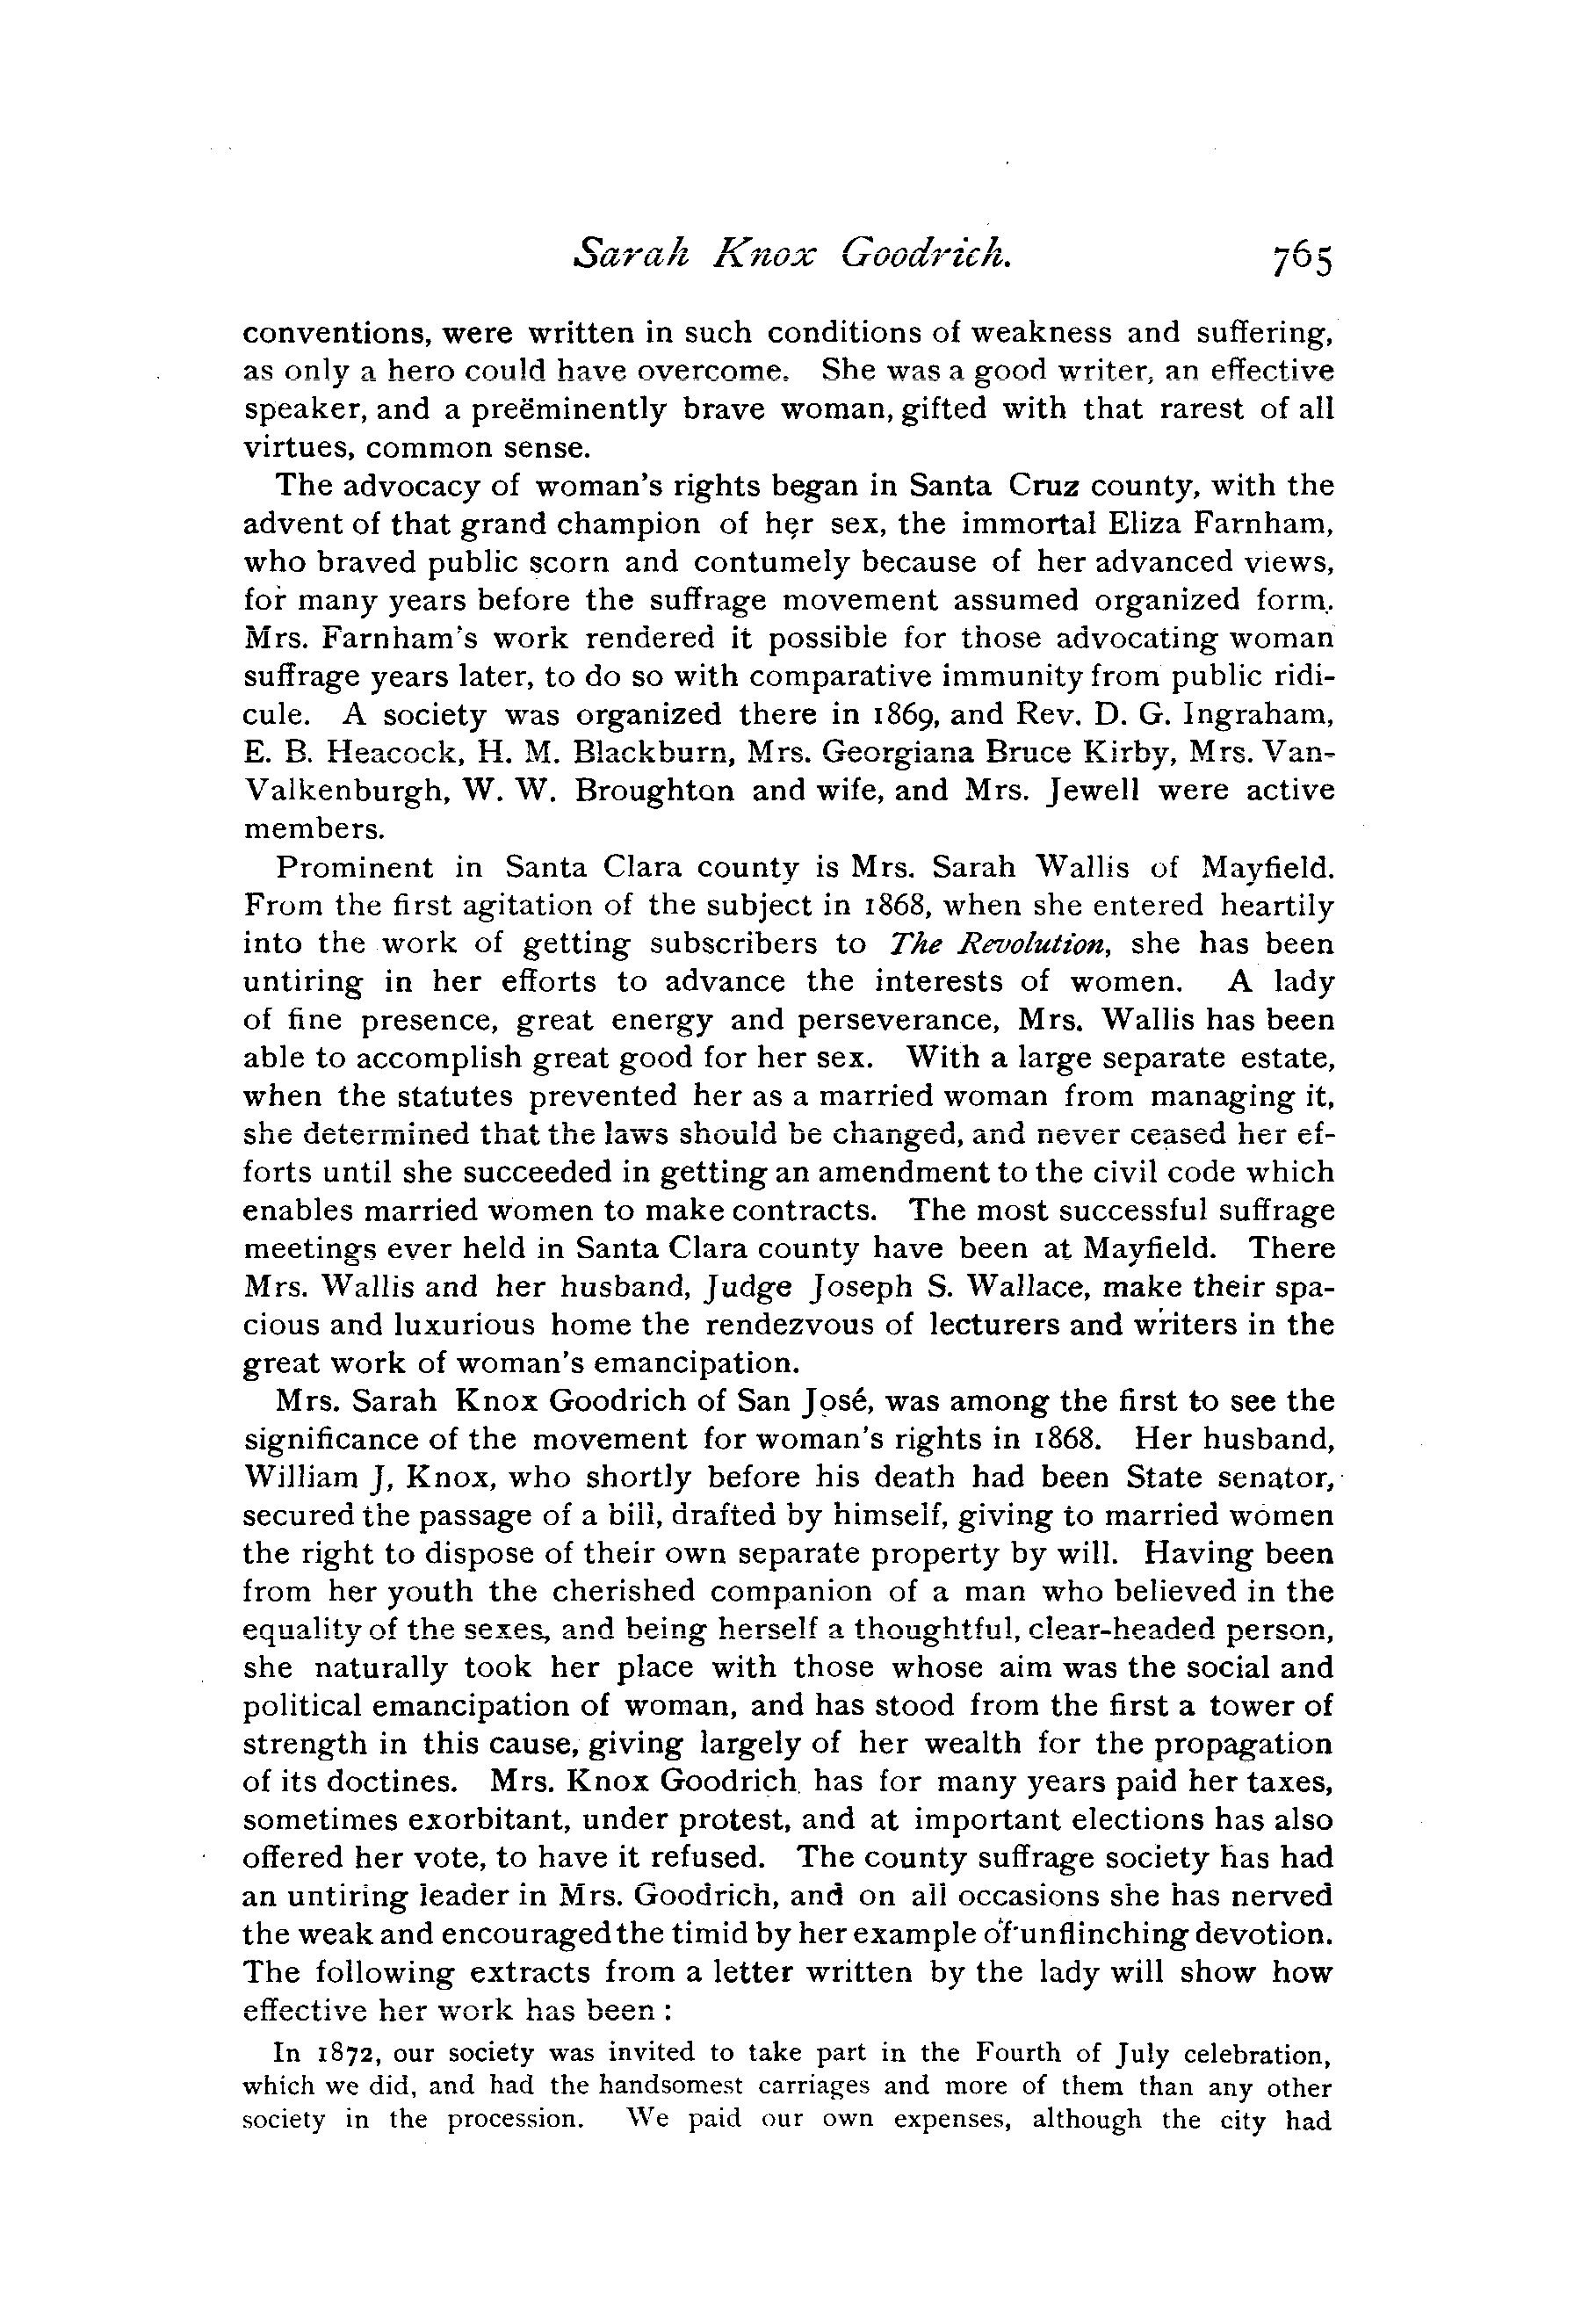 Sarah Knox Goodrich. 765
conventions, were written in such conditions of weakness and suffering,
as only a hero could have overcome. She was a good writer, an effective
speaker, and a preëminently brave woman, gifted with that rarest of all
virtues, common sense.
The advocacy of woman's rights began in Santa Cruz county, with the
advent of that grand champion of her sex, the immortal Eliza Farnham,
who braved public scorn and contumely because of her advanced views,
for many years before the suffrage movement assumed organized form.
Mrs. Farnham's work rendered it possible for those advocating woman
suffrage years later, to do so with comparative immunity from public ridi-
cule. A society was organized there in 1869, and Rev. D. G. Ingraham,
E. B. Heacock, H. M. Blackburn, Mrs. Georgiana Bruce Kirby, Mrs. Van-
Valkenburgh, W. W. Broughton and wife, and Mrs. Jewell were active
members.
Prominent in Santa Clara county is Mrs. Sarah Wallis of Mayfield.
From the first agitation of the subject in 1868, when she entered heartily
into the work of getting subscribers to The Revolution, she has been
untiring in her efforts to advance the interests of women. A lady
of fine presence, great energy and perseverance, Mrs. Wallis has been
able to accomplish great good for her sex. With a large separate estate,
when the statutes prevented her as a married woman from managing it,
she determined that the laws should be changed, and never ceased her ef-
forts until she succeeded in getting an amendment to the civil code which
enables married women to make contracts. The most successful suffrage
meetings ever held in Santa Clara county have been at Mayfield. There
Mrs. Wallis and her husband, Judge Joseph S. Wallace, make their spa-
cious and luxurious home the rendezvous of lecturers and writers in the
great work of woman's emancipation.
Mrs. Sarah Knox Goodrich of San José, was among the first to see the
significance of the movement for woman's rights in 1868. Her husband,
William J, Knox, who shortly before his death had been State senator,
secured the passage of a bill, drafted by himself, giving to married women
the right to dispose of their own separate property by will. Having been
from her youth the cherished companion of a man who believed in the
equality of the sexes, and being herself a thoughtful, clear-headed person,
she naturally took her place with those whose aim was the social and
political emancipation of woman, and has stood from the first a tower of
strength in this cause, giving largely of her wealth for the propagation
of its doctines. Mrs. Knox Goodrich has for many years paid her taxes,
sometimes exorbitant, under protest, and at important elections has also
offered her vote, to have it refused. The county suffrage society has had
an untiring leader in Mrs. Goodrich, and on all occasions she has nerved
the weak and encouraged the timid by her example of unflinching devotion.
The following extracts from a letter written by the lady will show how
effective her work has been :
In 1872, our society was invited to take part in the Fourth of July celebration,
which we did, and had the handsomest carriages and more of them than any other
society in the procession. We paid our own expenses, although the city had